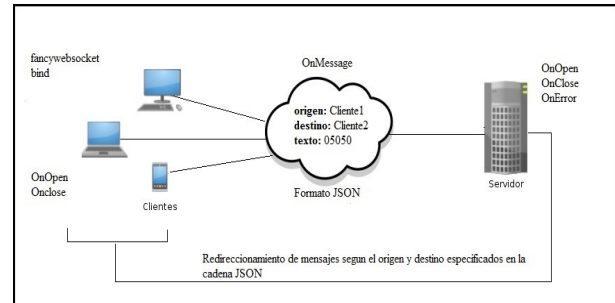 fancywebsocket
bind
OnMessage
OnOpen
OnClose
OnError
origen: Cliente1
destino: Cliente2
texto: 05050
OnOpen
Onclose
Clientes
Formato JSON
Servidor
Redireccionamiento de mensajes segun el origen y destino especificados en la
cadena JSON